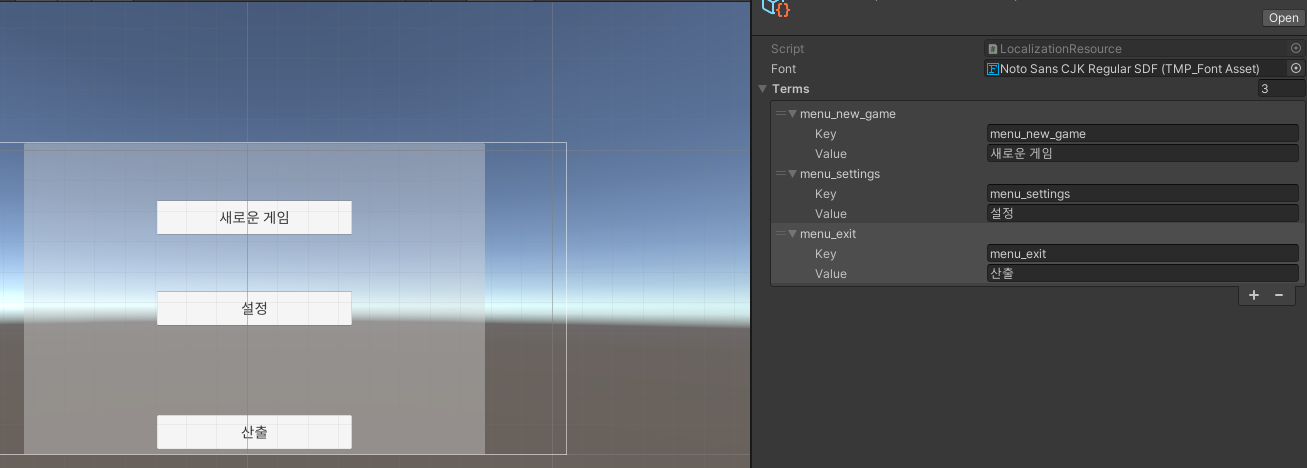 새로운 게임
설정
산출
Open
Script
LocalizationResource
Font
Noto Sans CJK Regular SDF (TMP_Font Asset)
Terms
3
menu_new_game
Key
menu_new_game
Value
새로운 게임
menu_settings
Key
menu_settings
Value
설정
menu_exit
Key
menu_exit
Value
산출